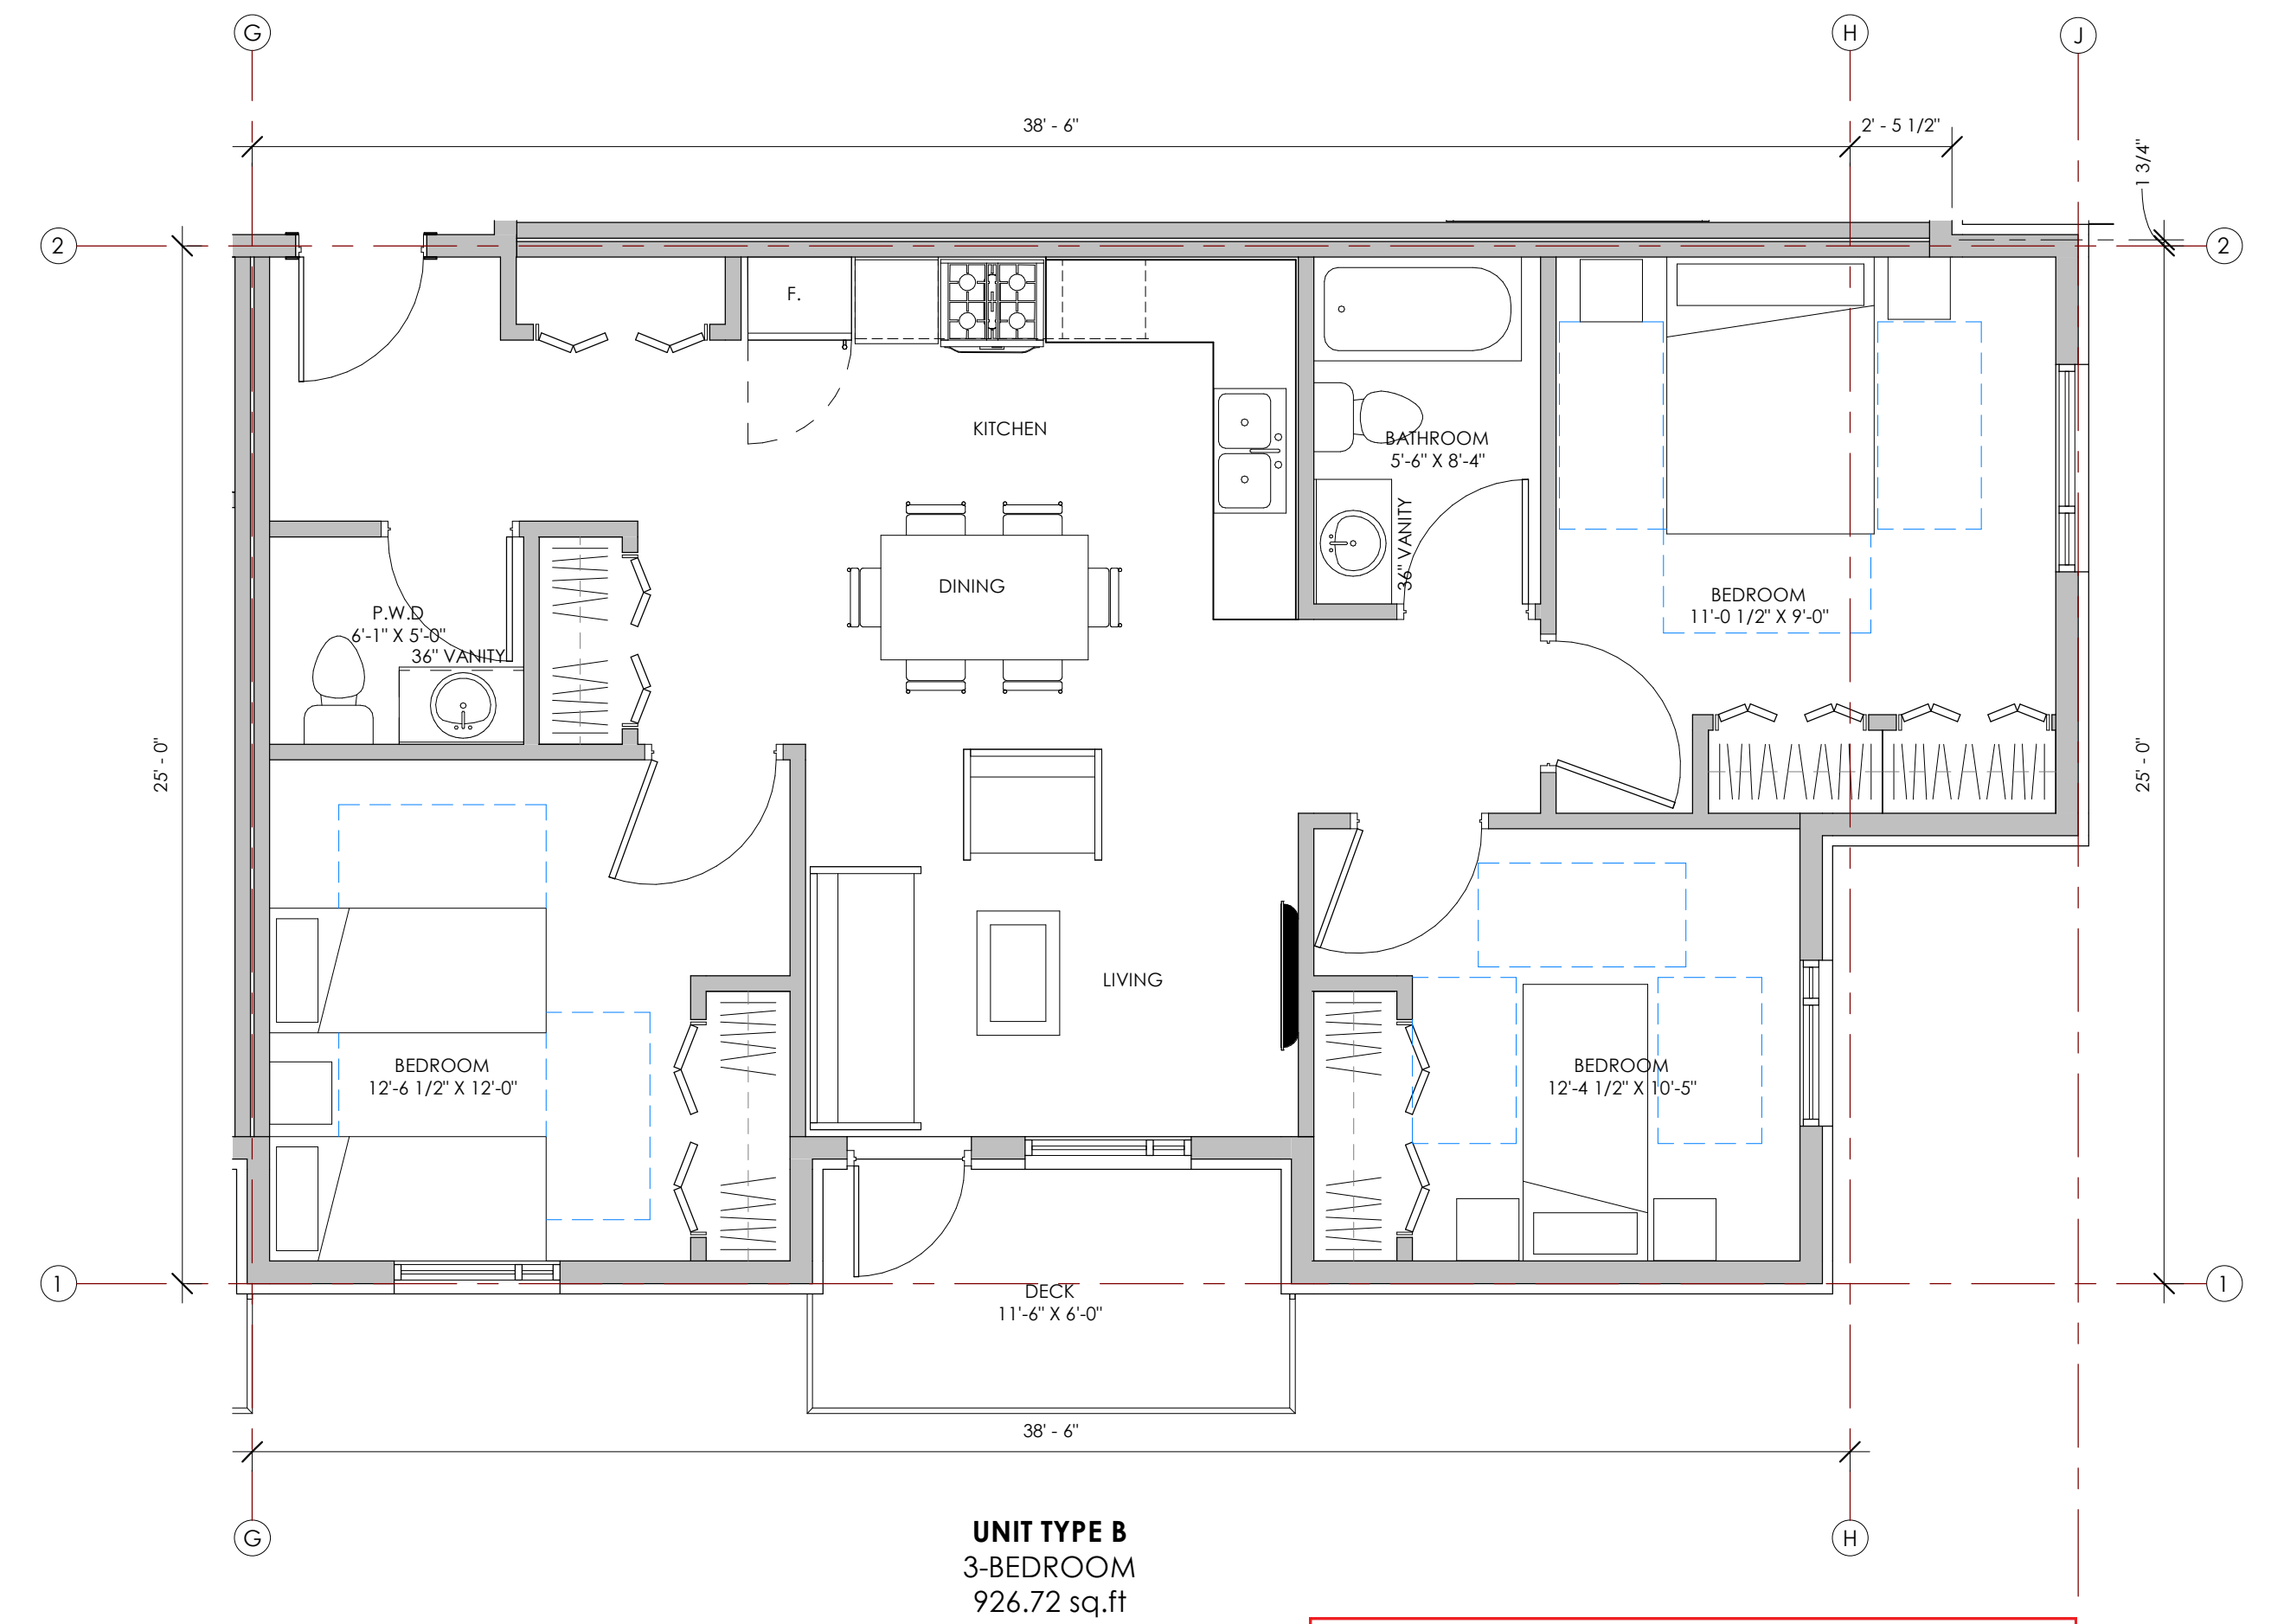 G
H
J
38' - 6"
2' - 5 1/2"
1 3/4"
2
2
F.
KITCHEN
BATHROOM
5'-6" X 8'-4"
36" VANITY
DINING
BEDROOM
11'-0 1/2" X 9'-0"
P.W.D
6'-1" X 5'-0"
36" VANITY
25' - 0"
25' - 0"
LIVING
BEDROOM
12'-6 1/2" X 12'-0"
BEDROOM
12'-4 1/2" X 10'-5"
1
1
DECK
11'-6" X 6'-0"
38' - 6"
G
H
UNIT TYPE B
3-BEDROOM
926.72 sq.ft